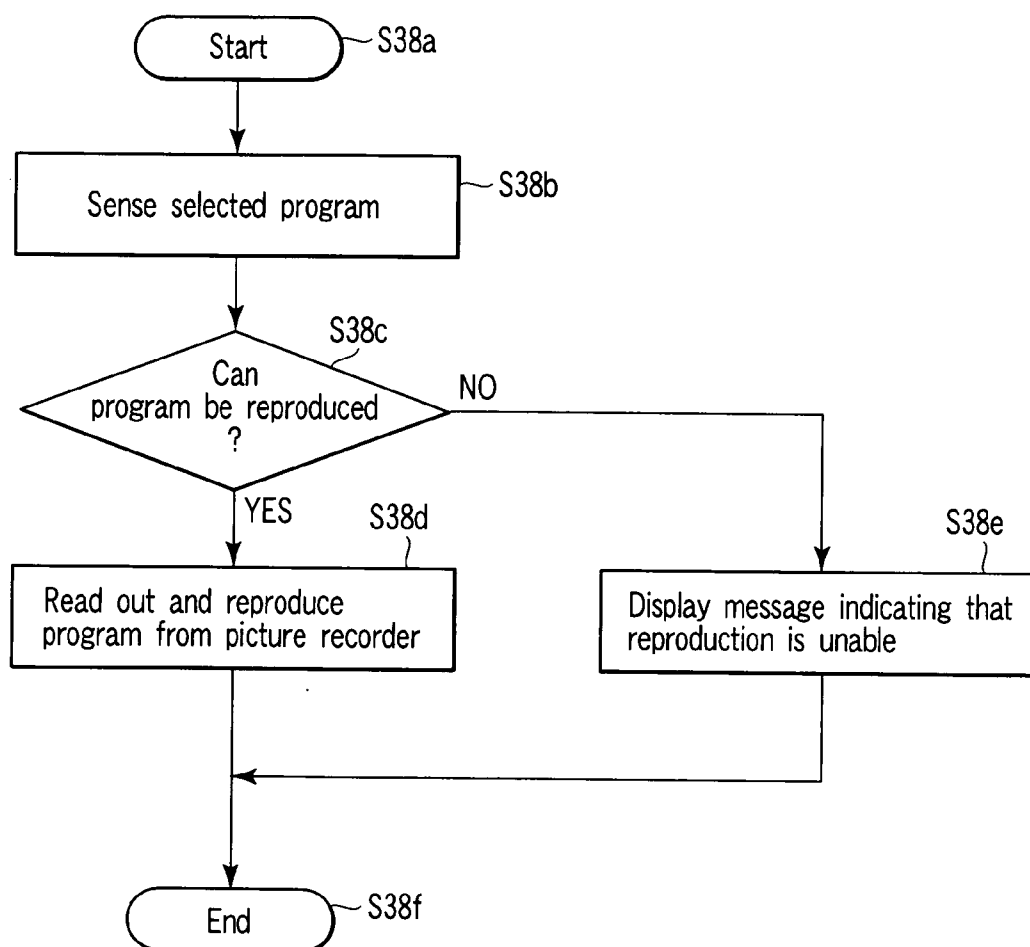 Start
S38a
Sense selected program
S38b
S38c
Can
program be reproduced
?
NO
YES
S38d
Read out and reproduce
program from picture recorder
S38e
Display message indicating that
reproduction is unable
End
S38f